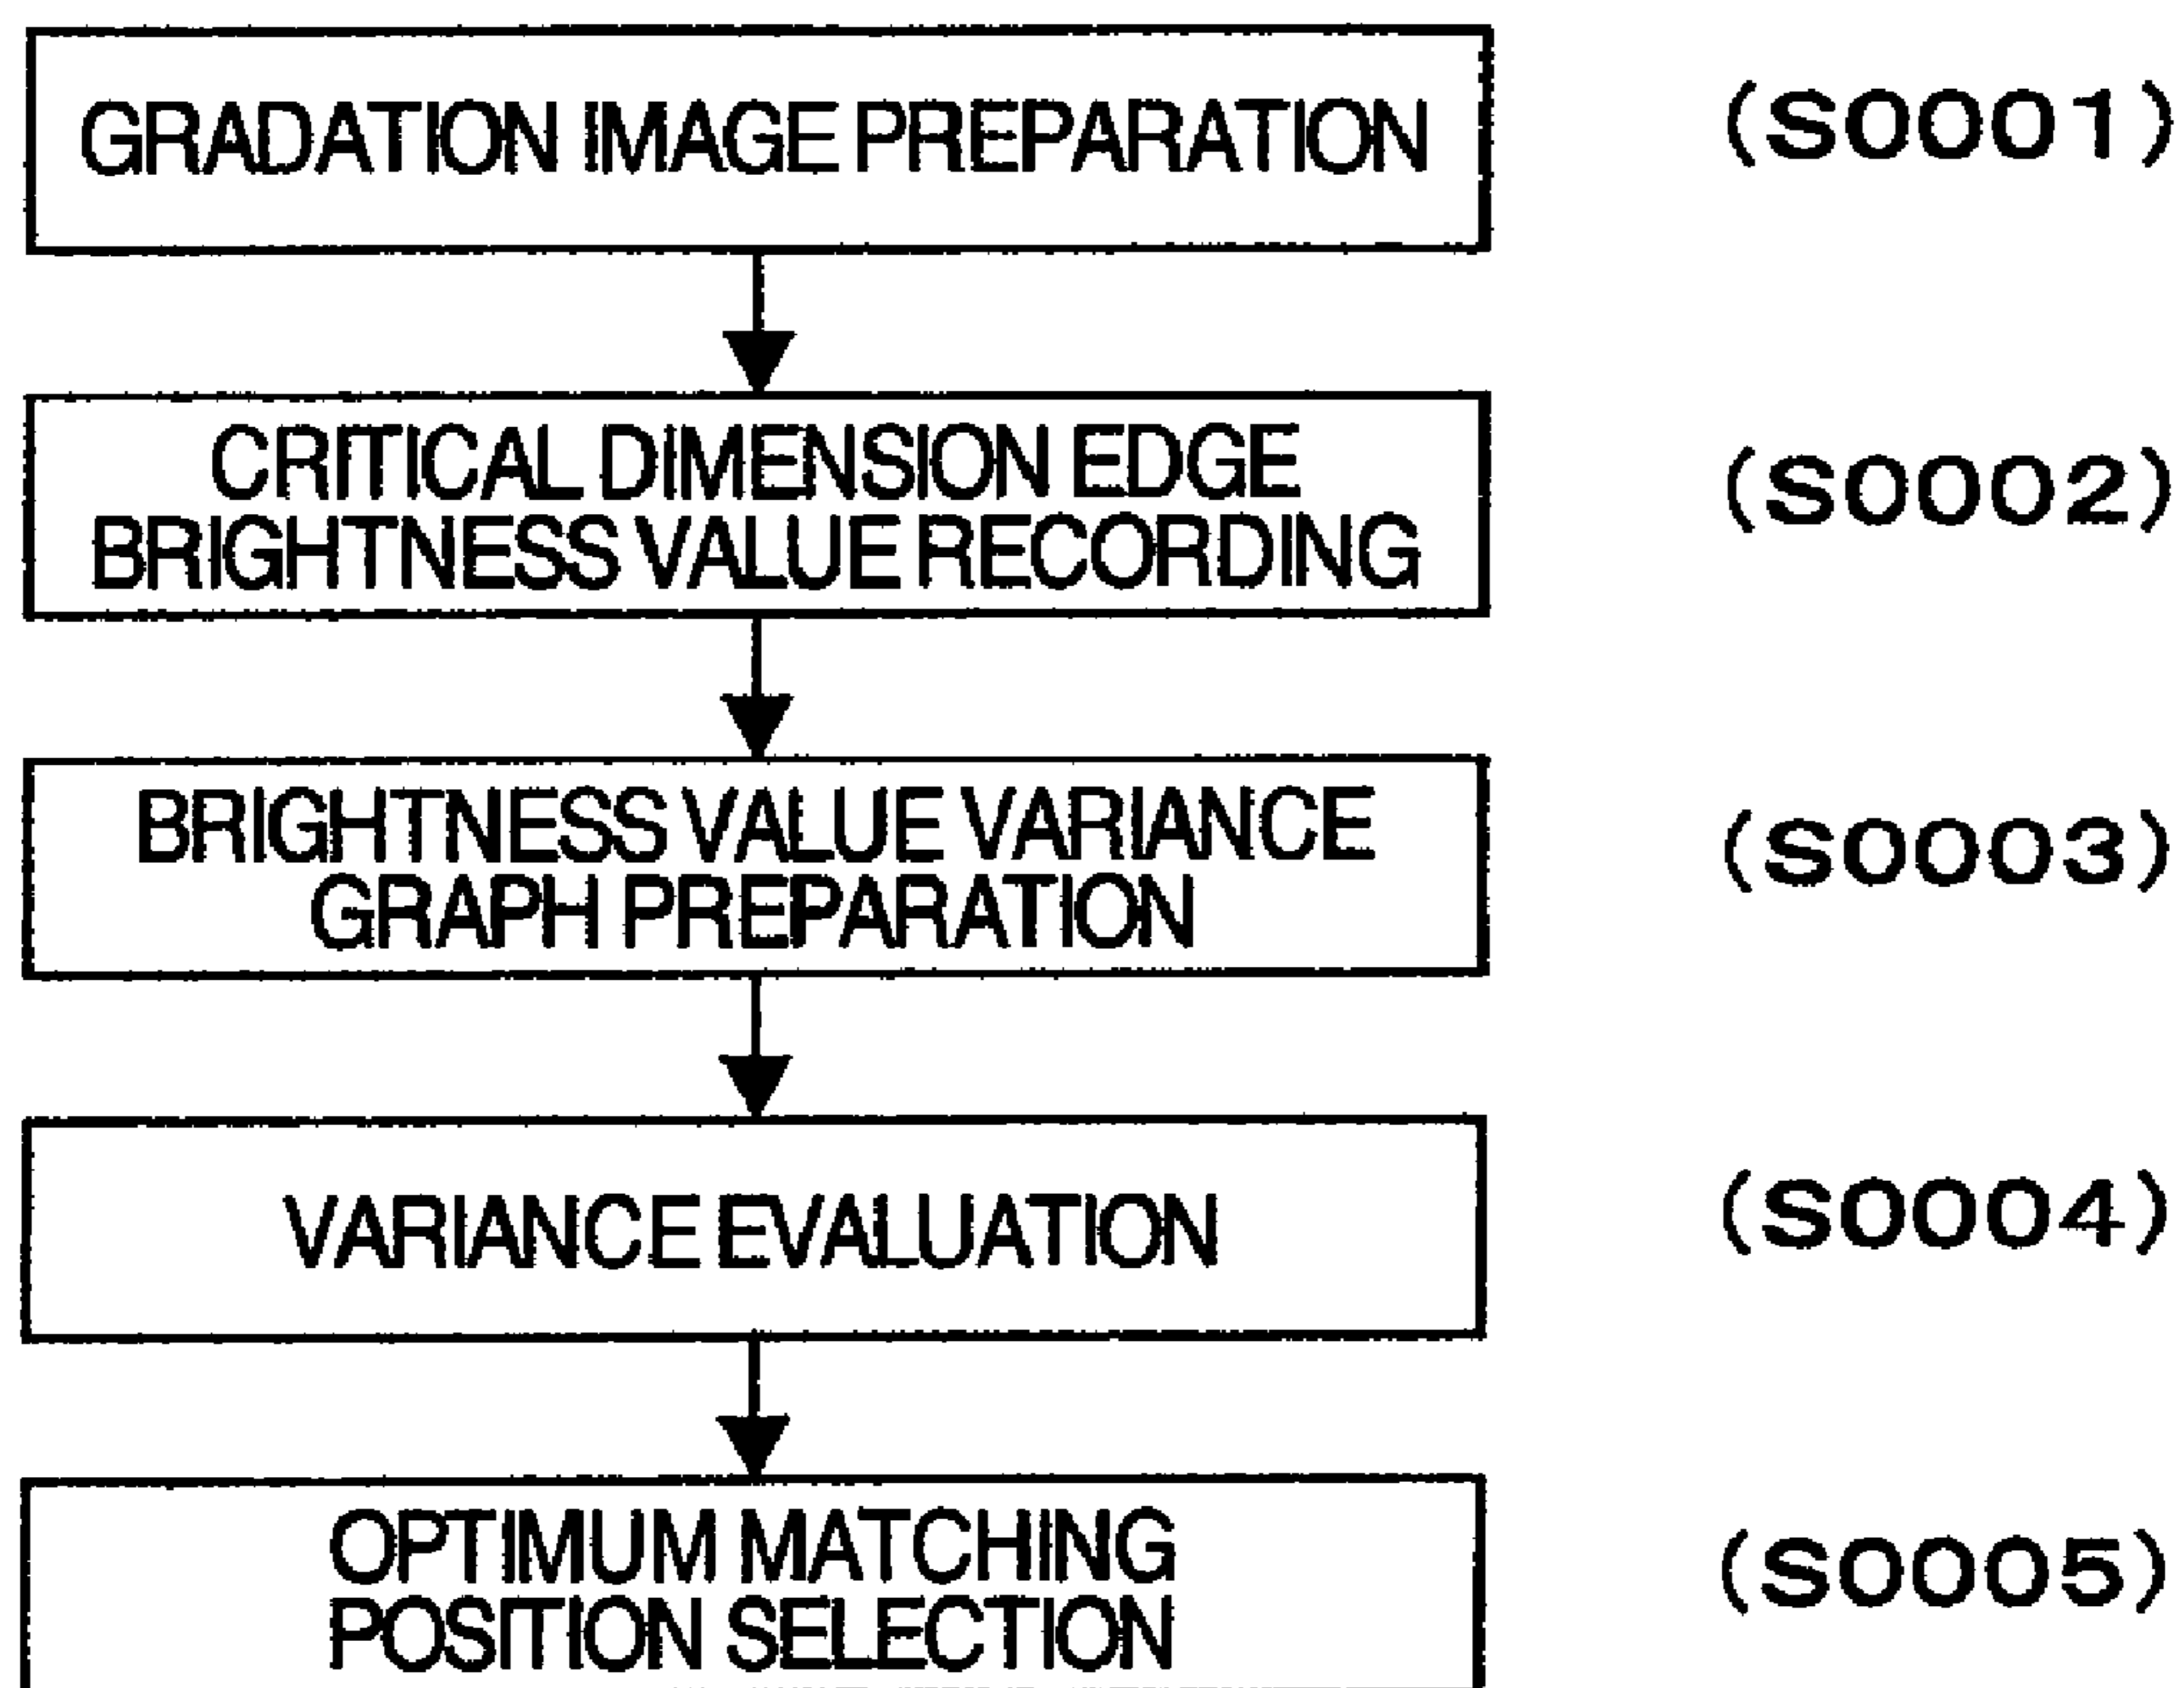 GRADATION IMAGE PREPARATION (S0001)
CRITICAL DIMENSION EDGE
BRIGHTNESS VALUE RECORDING
(S0002)
BRIGHTNESS VALUE VARIANCE
GRAPH PREPARATION
(S0003)
VARIANCE EVALUATION (S0004)
OPTIMUM MATCHING
POSITION SELECTION
(S0005)